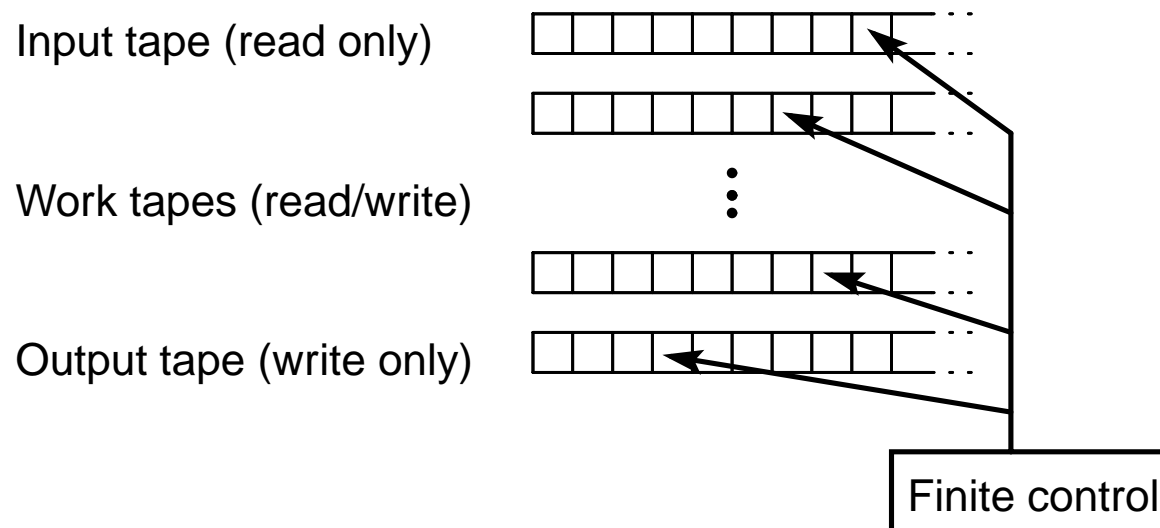 Input tape (read only)
Work tapes (read/write)
Output tape (write only)
Finite control